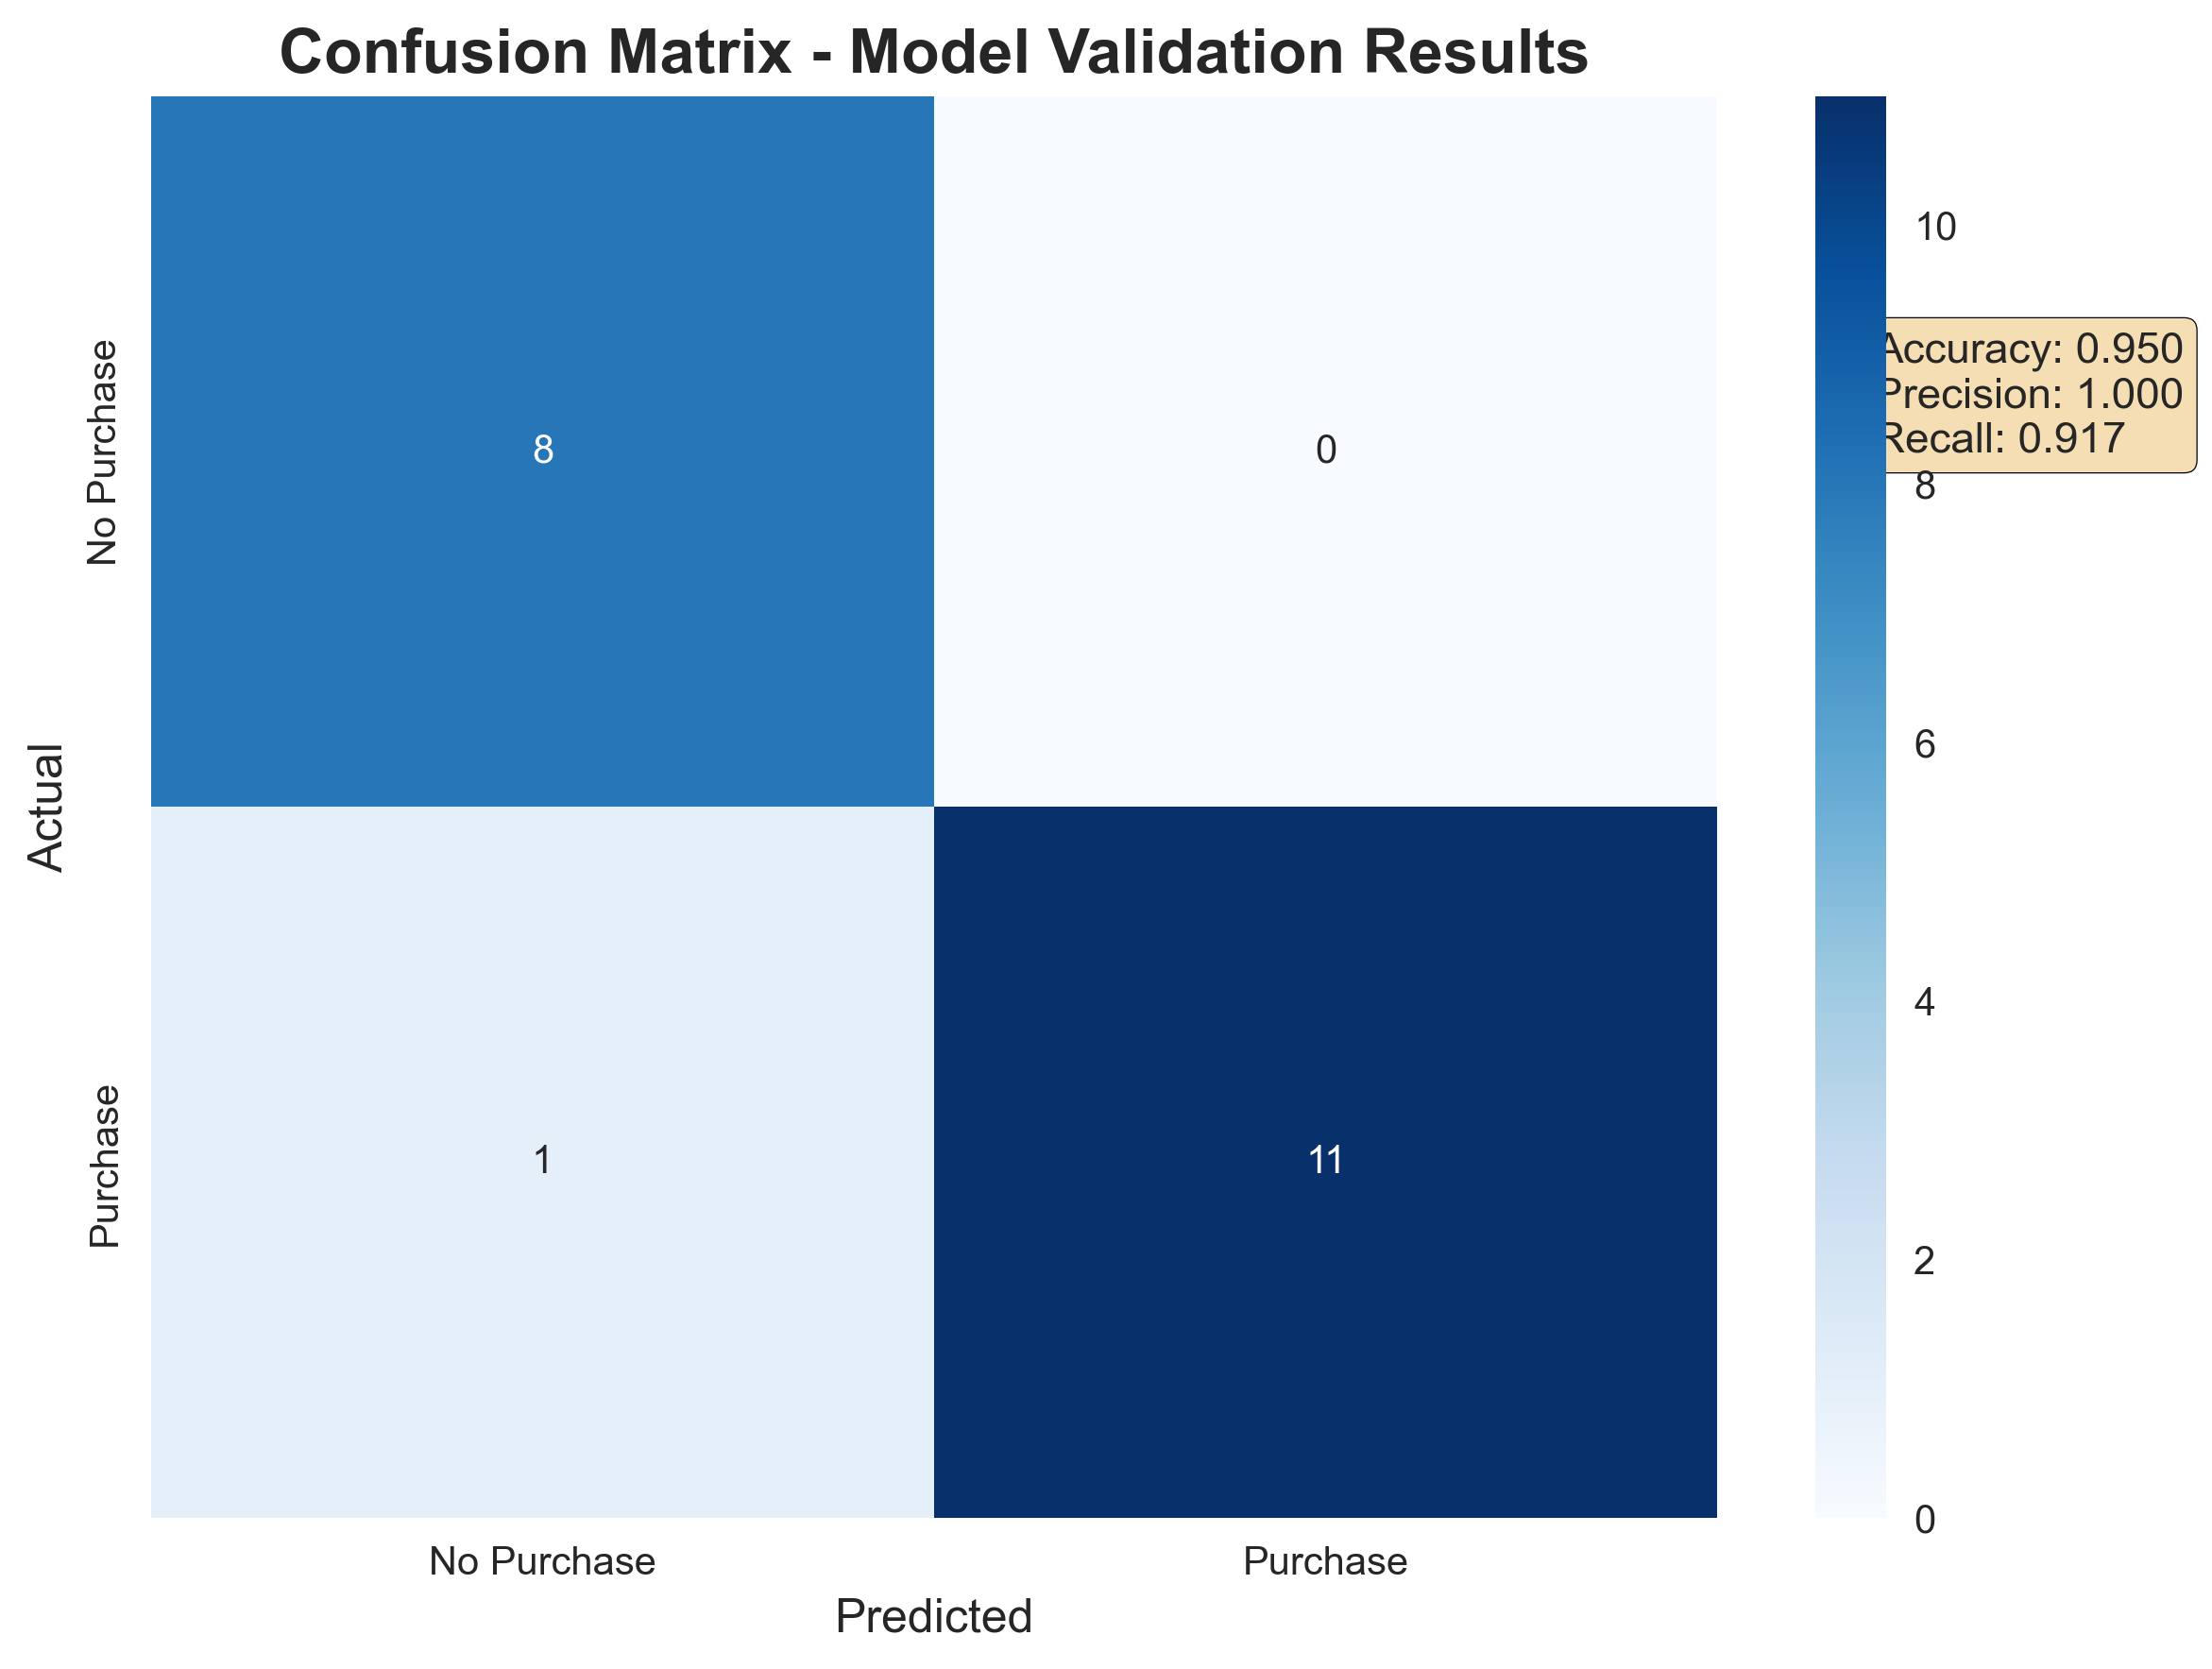 Confusion Matrix - Model Validation Results
No Purchase
Purchase
Actual
8
0
1
11
No Purchase
Purchase
Predicted
10
8
6
4
2
0
Accuracy: 0.950
Precision: 1.000
Recall: 0.917